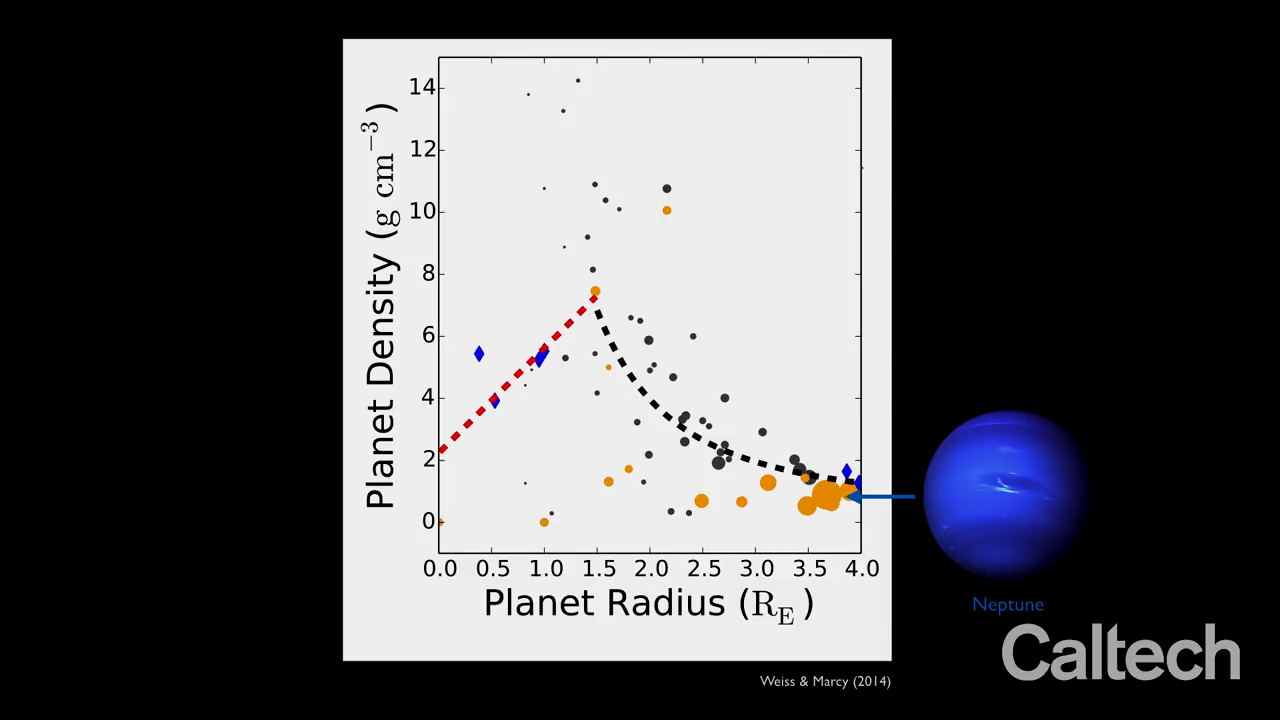 14
12
10
8
6
4
2
0
Planet Density (g cm−3)
0.0 0.5 1.0 1.5 2.0 2.5 3.0 3.5 4.0
Planet Radius (RE)
Neptune
Caltech
Weiss & Marcy (2014)